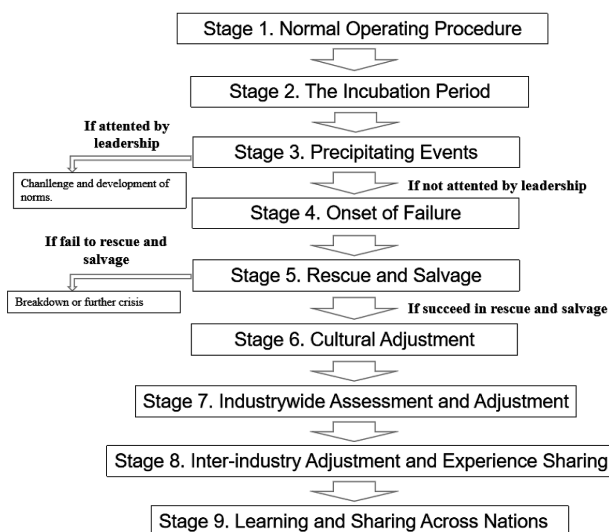 Stage 1. Normal Operating Procedure
Stage 2. The Incubation Period
If attented by
leadership
Stage 3. Precipitating Events
Chanllenge and development of
norms.
If not attented by leadership
Stage 4. Onset of Failure
If fail to rescue and
salvage
Stage 5. Rescue and Salvage
Breakdown or further crisis
If succeed in rescue and salvage
Stage 6. Cultural Adjustment
Stage 7. Industrywide Assessment and Adjustment
Stage 8. Inter-industry Adjustment and Experience Sharing
Stage 9. Learning and Sharing Across Nations